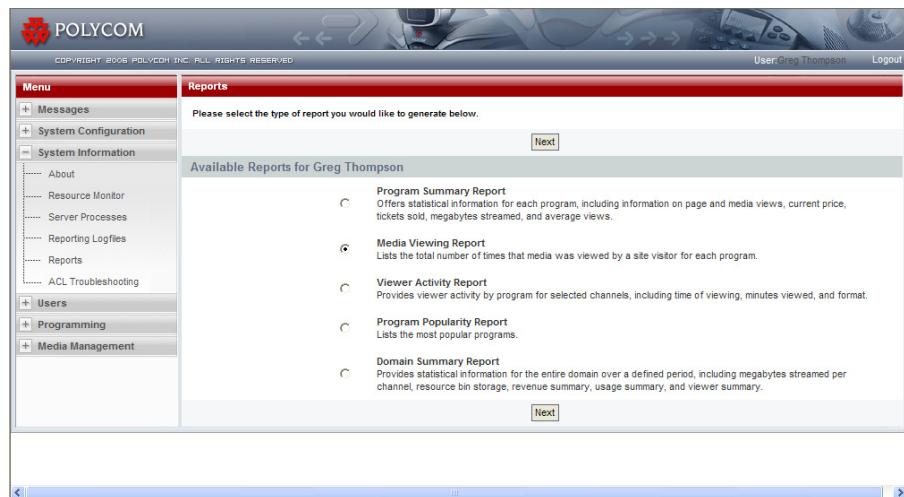 POLYCOM
COPYRIGHT 2006 POLYCOM INC. ALL RIGHTS RESERVED
User:Greg Thompson
Logout
Menu
Messages
System Configuration
System Information
About
Resource Monitor
Server Processes
Reporting Logfiles
Reports
ACL Troubleshooting
Users
Programming
Media Management
Reports
Please select the type of report you would like to generate below.
Next
Available Reports for Greg Thompson
Program Summary Report
Offers statistical information for each program, including information on page and media views, current price,
tickets sold, megabytes streamed, and average views.
Media Viewing Report
Lists the total number of times that media was viewed by a site visitor for each program.
Viewer Activity Report
Provides viewer activity by program for selected channels, including time of viewing, minutes viewed, and format.
Program Popularity Report
Lists the most popular programs.
Domain Summary Report
Provides statistical information for the entire domain over a defined period, including megabytes streamed per
channel, resource bin storage, revenue summary, usage summary, and viewer summary.
Next